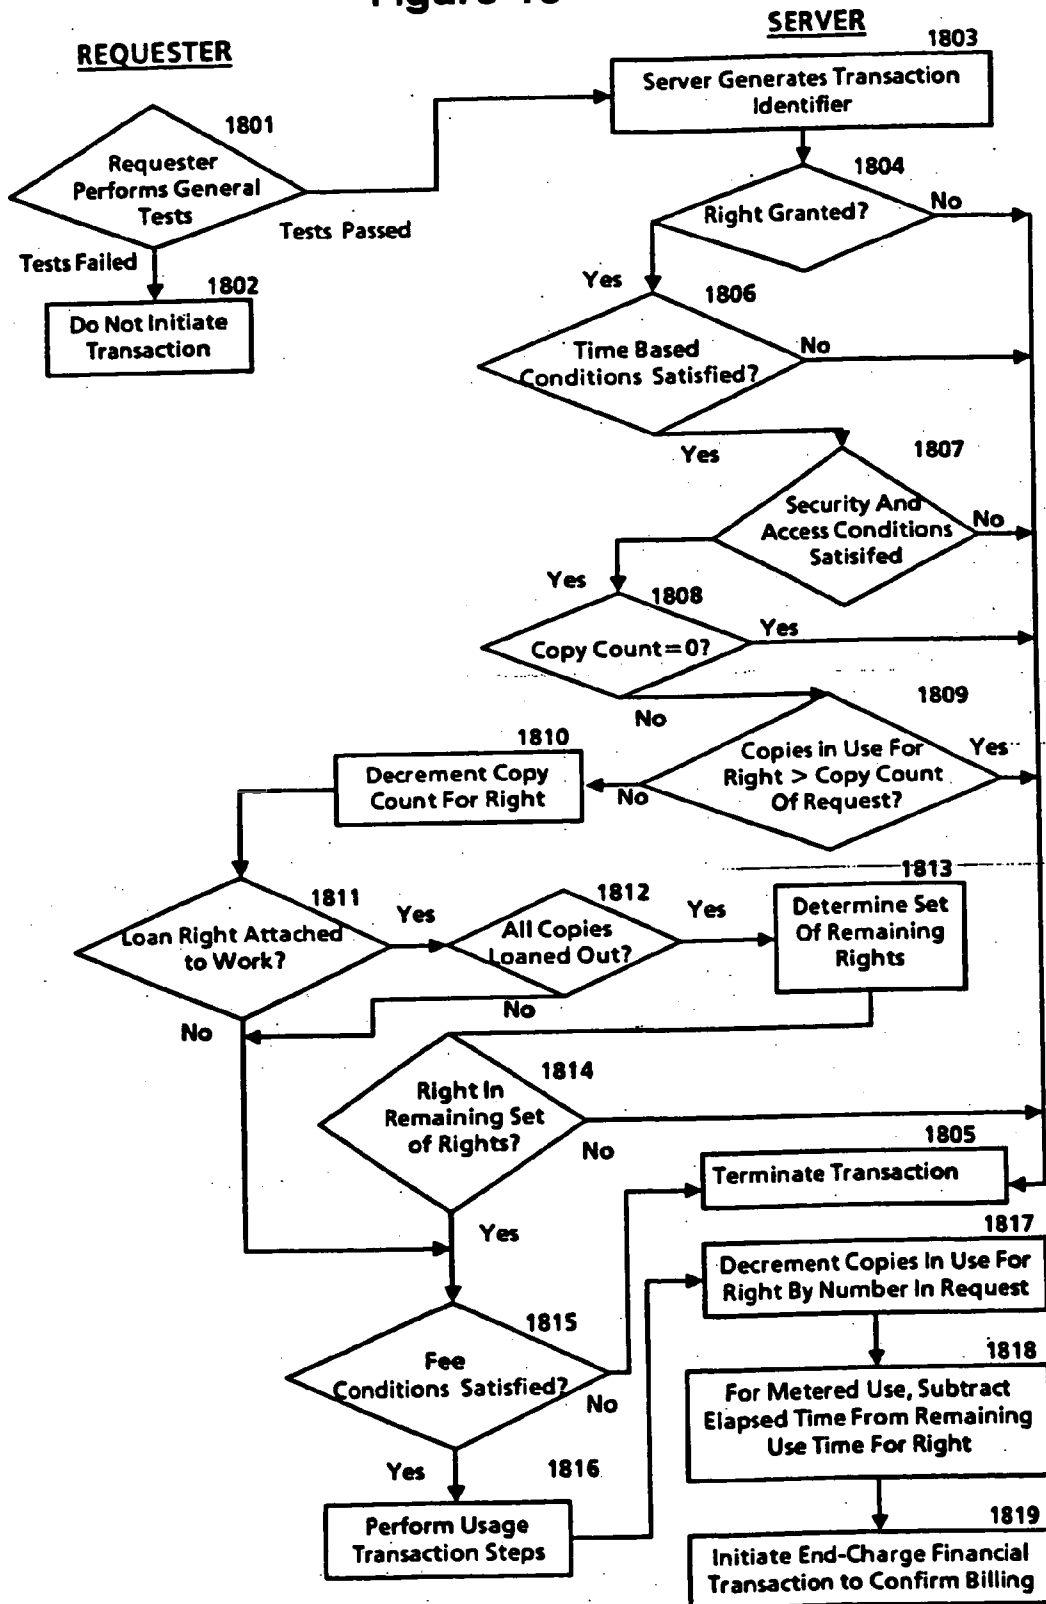 REQUESTER
SERVER
1803
Server Generates Transaction
Identifier
1801
Requester
Performs General
Tests
Tests Passed
Tests Failed
1802
Do Not Initiate
Transaction
1804
Right Granted?
No
Yes
1806
Time Based
Conditions Satisfied?
No
Yes
1807
Security And
Access Conditions
Satisifed
No
Yes
1808
Copy Count=0?
Yes
No
1809
Copies in Use For
Right > Copy Count
Of Request?
Yes
No
1810
Decrement Copy
Count For Right
1811
Loan Right Attached
to Work?
Yes
No
1812
All Copies
Loaned Out?
Yes
No
1813
Determine Set
Of Remaining
Rights
1814
Right In
Remaining Set
of Rights?
No
Yes
1805
Terminate Transaction
1815
Fee
Conditions Satisfied?
No
Yes
1816
Perform Usage
Transaction Steps
1817
Decrement Copies In Use For
Right By Number In Request
1818
For Metered Use, Subtract
Elapsed Time From Remaining
Use Time For Right
1819
Initiate End-Charge Financial
Transaction to Confirm Billing